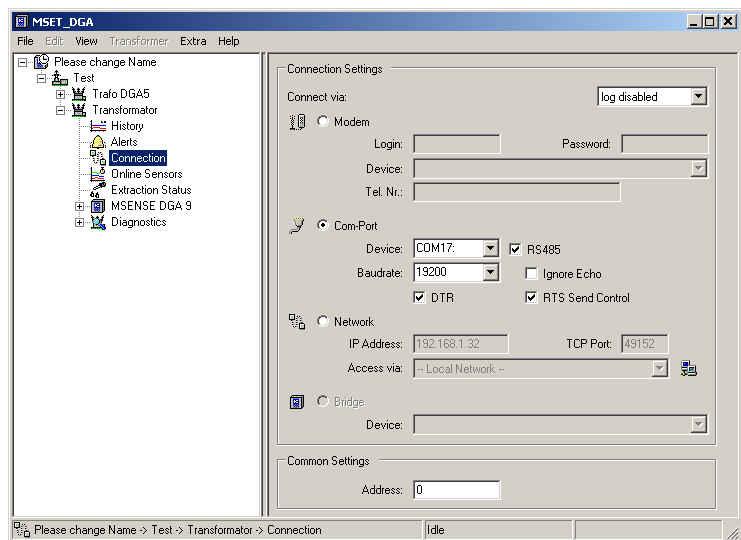 MSET_DGA
File Edit View Transformer Extra Help
Please change Name
Test
Trafo DGA5
Transformator
History
Alerts
Connection
Online Sensors
Extraction Status
MSENSE DGA 9
Diagnostics
Connection Settings
Connect via: log disabled
Modem
Login: Password:
Device:
Tel. Nr.:
Com-Port
Device: COM17: RS485
Baudrate: 19200 Ignore Echo
DTR RTS Send Control
Network
IP Address: 192.168.1.32 TCP Port: 49152
Access via: -- Local Network --
Bridge
Device:
Common Settings
Address: 0
Please change Name -> Test -> Transformator -> Connection Idle